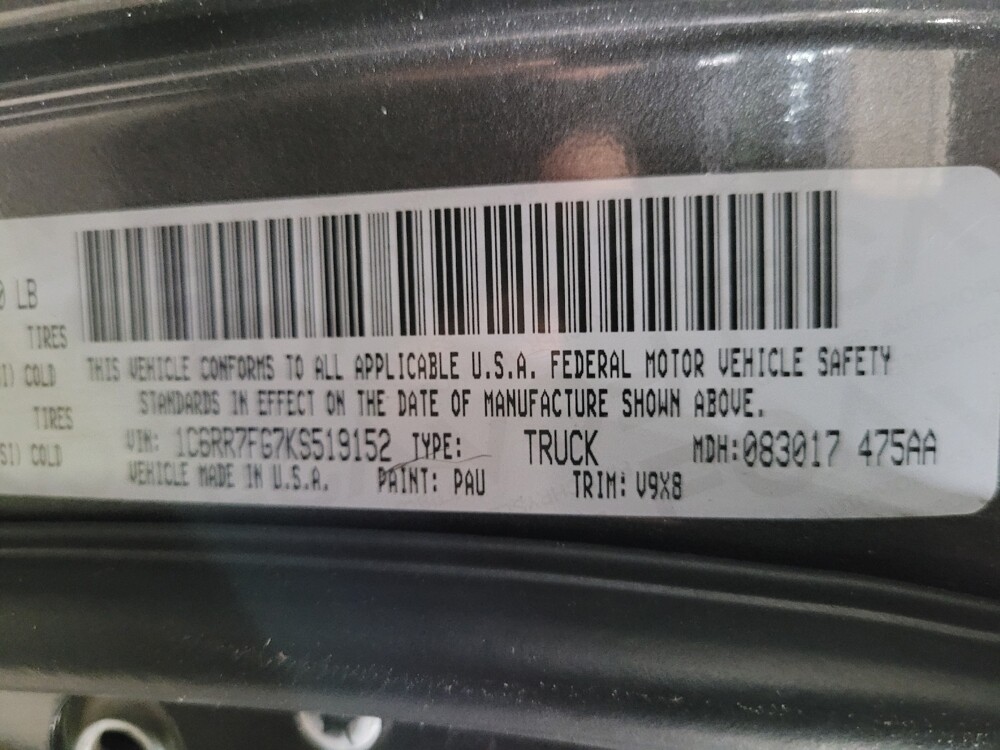 0 LB
TIRES
SI) COLD
TIRES
SI) COLD
THIS VEHICLE CONFORMS TO ALL APPLICABLE U.S.A. FEDERAL MOTOR VEHICLE SAFETY
STANDARDS IN EFFECT ON THE DATE OF MANUFACTURE SHOWN ABOVE.
VIN: 1C6RR7FG7KS519152 TYPE: TRUCK MDH:083017 475AA
VEHICLE MADE IN U.S.A. PAINT: PAU TRIM: V9X8